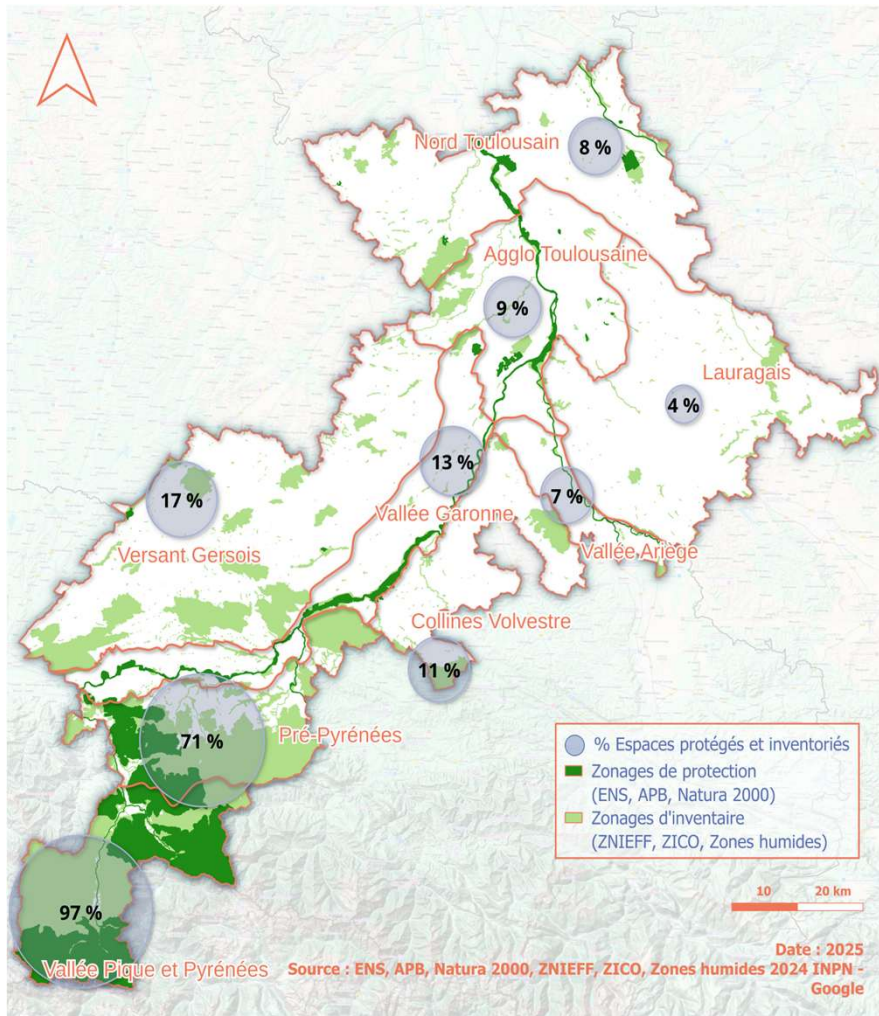 Nord Toulousain
8 %
Agglo Toulousaine
9 %
Lauragais
4 %
13 %
17 %
7 %
Vallée Garonne
Versant Gersois
Vallée Ariège
Collines Volvestre
11 %
71 %
Pré-Pyrénées
97 %
Vallée Pique et Pyrénées
% Espaces protégés et inventoriés
Zonages de protection
(ENS, APB, Natura 2000)
Zonages d'inventaire
(ZNIEFF, ZICO, Zones humides)
10 20 km
Date : 2025
Source : ENS, APB, Natura 2000, ZNIEFF, ZICO, Zones humides 2024 INPN -
Google